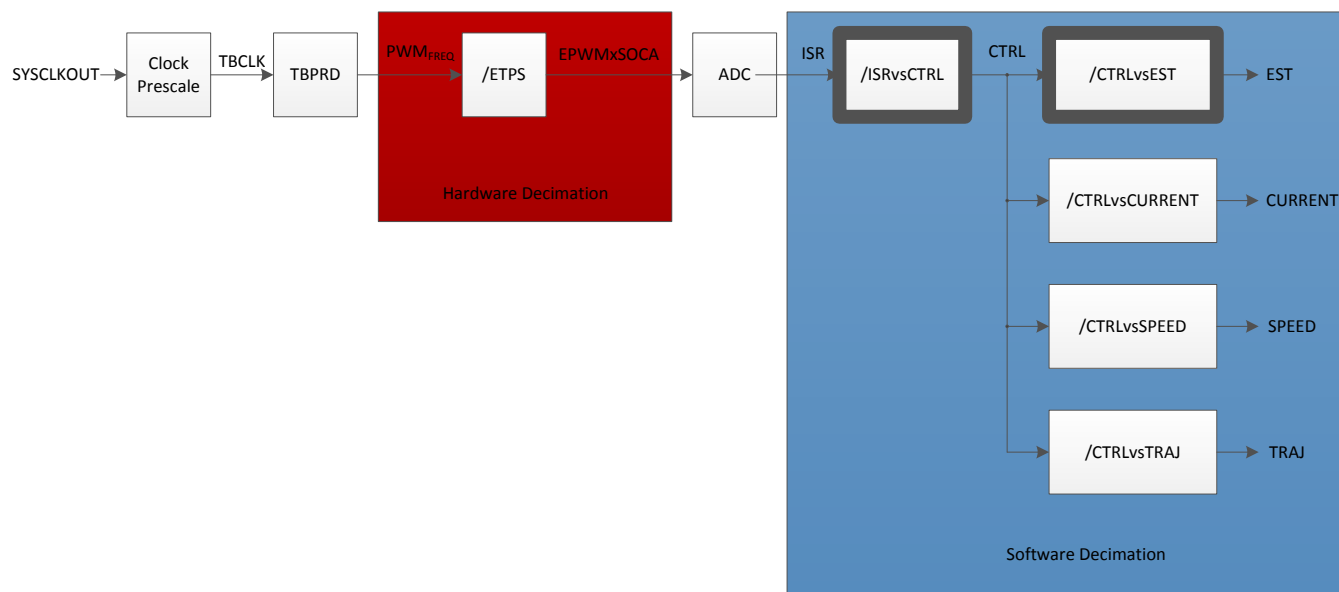 SYSCLKOUT
Clock
Prescale
TBCLK
TBPRD
PWMFREQ
/ETPS
EPWMxSOCA
Hardware Decimation
ADC
ISR
/ISRvsCTRL
CTRL
/CTRLvsEST
EST
/CTRLvsCURRENT
CURRENT
/CTRLvsSPEED
SPEED
/CTRLvsTRAJ
TRAJ
Software Decimation